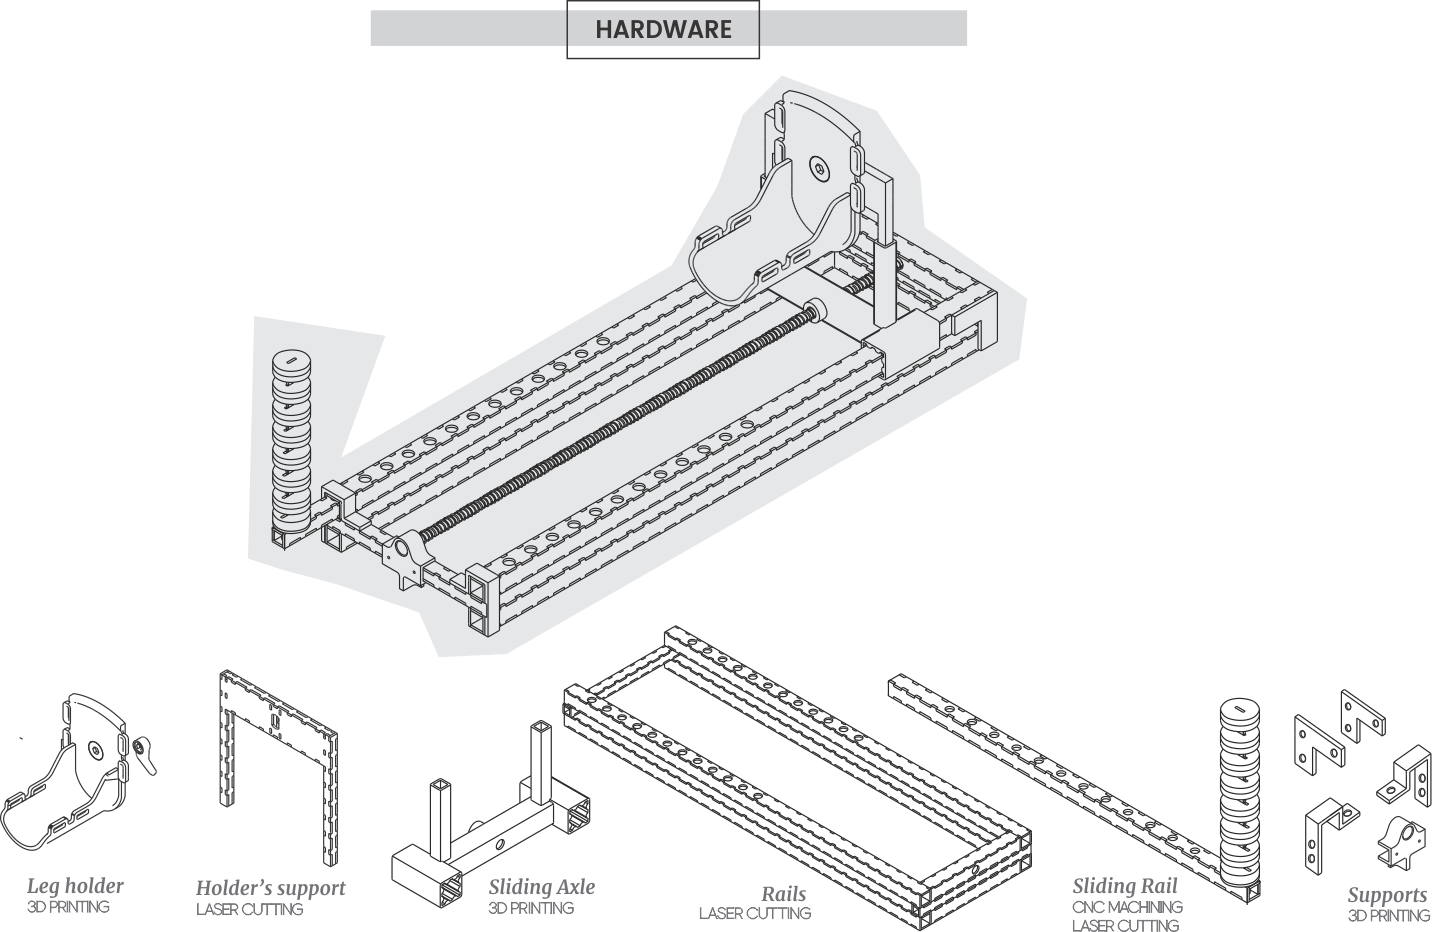 HARDWARE
Leg holder
3D PRINTING
Holder's support
LASER CUTTING
Sliding Axle
3D PRINTING
Rails
LASER CUTTING
Sliding Rail
CNC MACHINING
LASER CUTTING
Supports
3D PRINTING